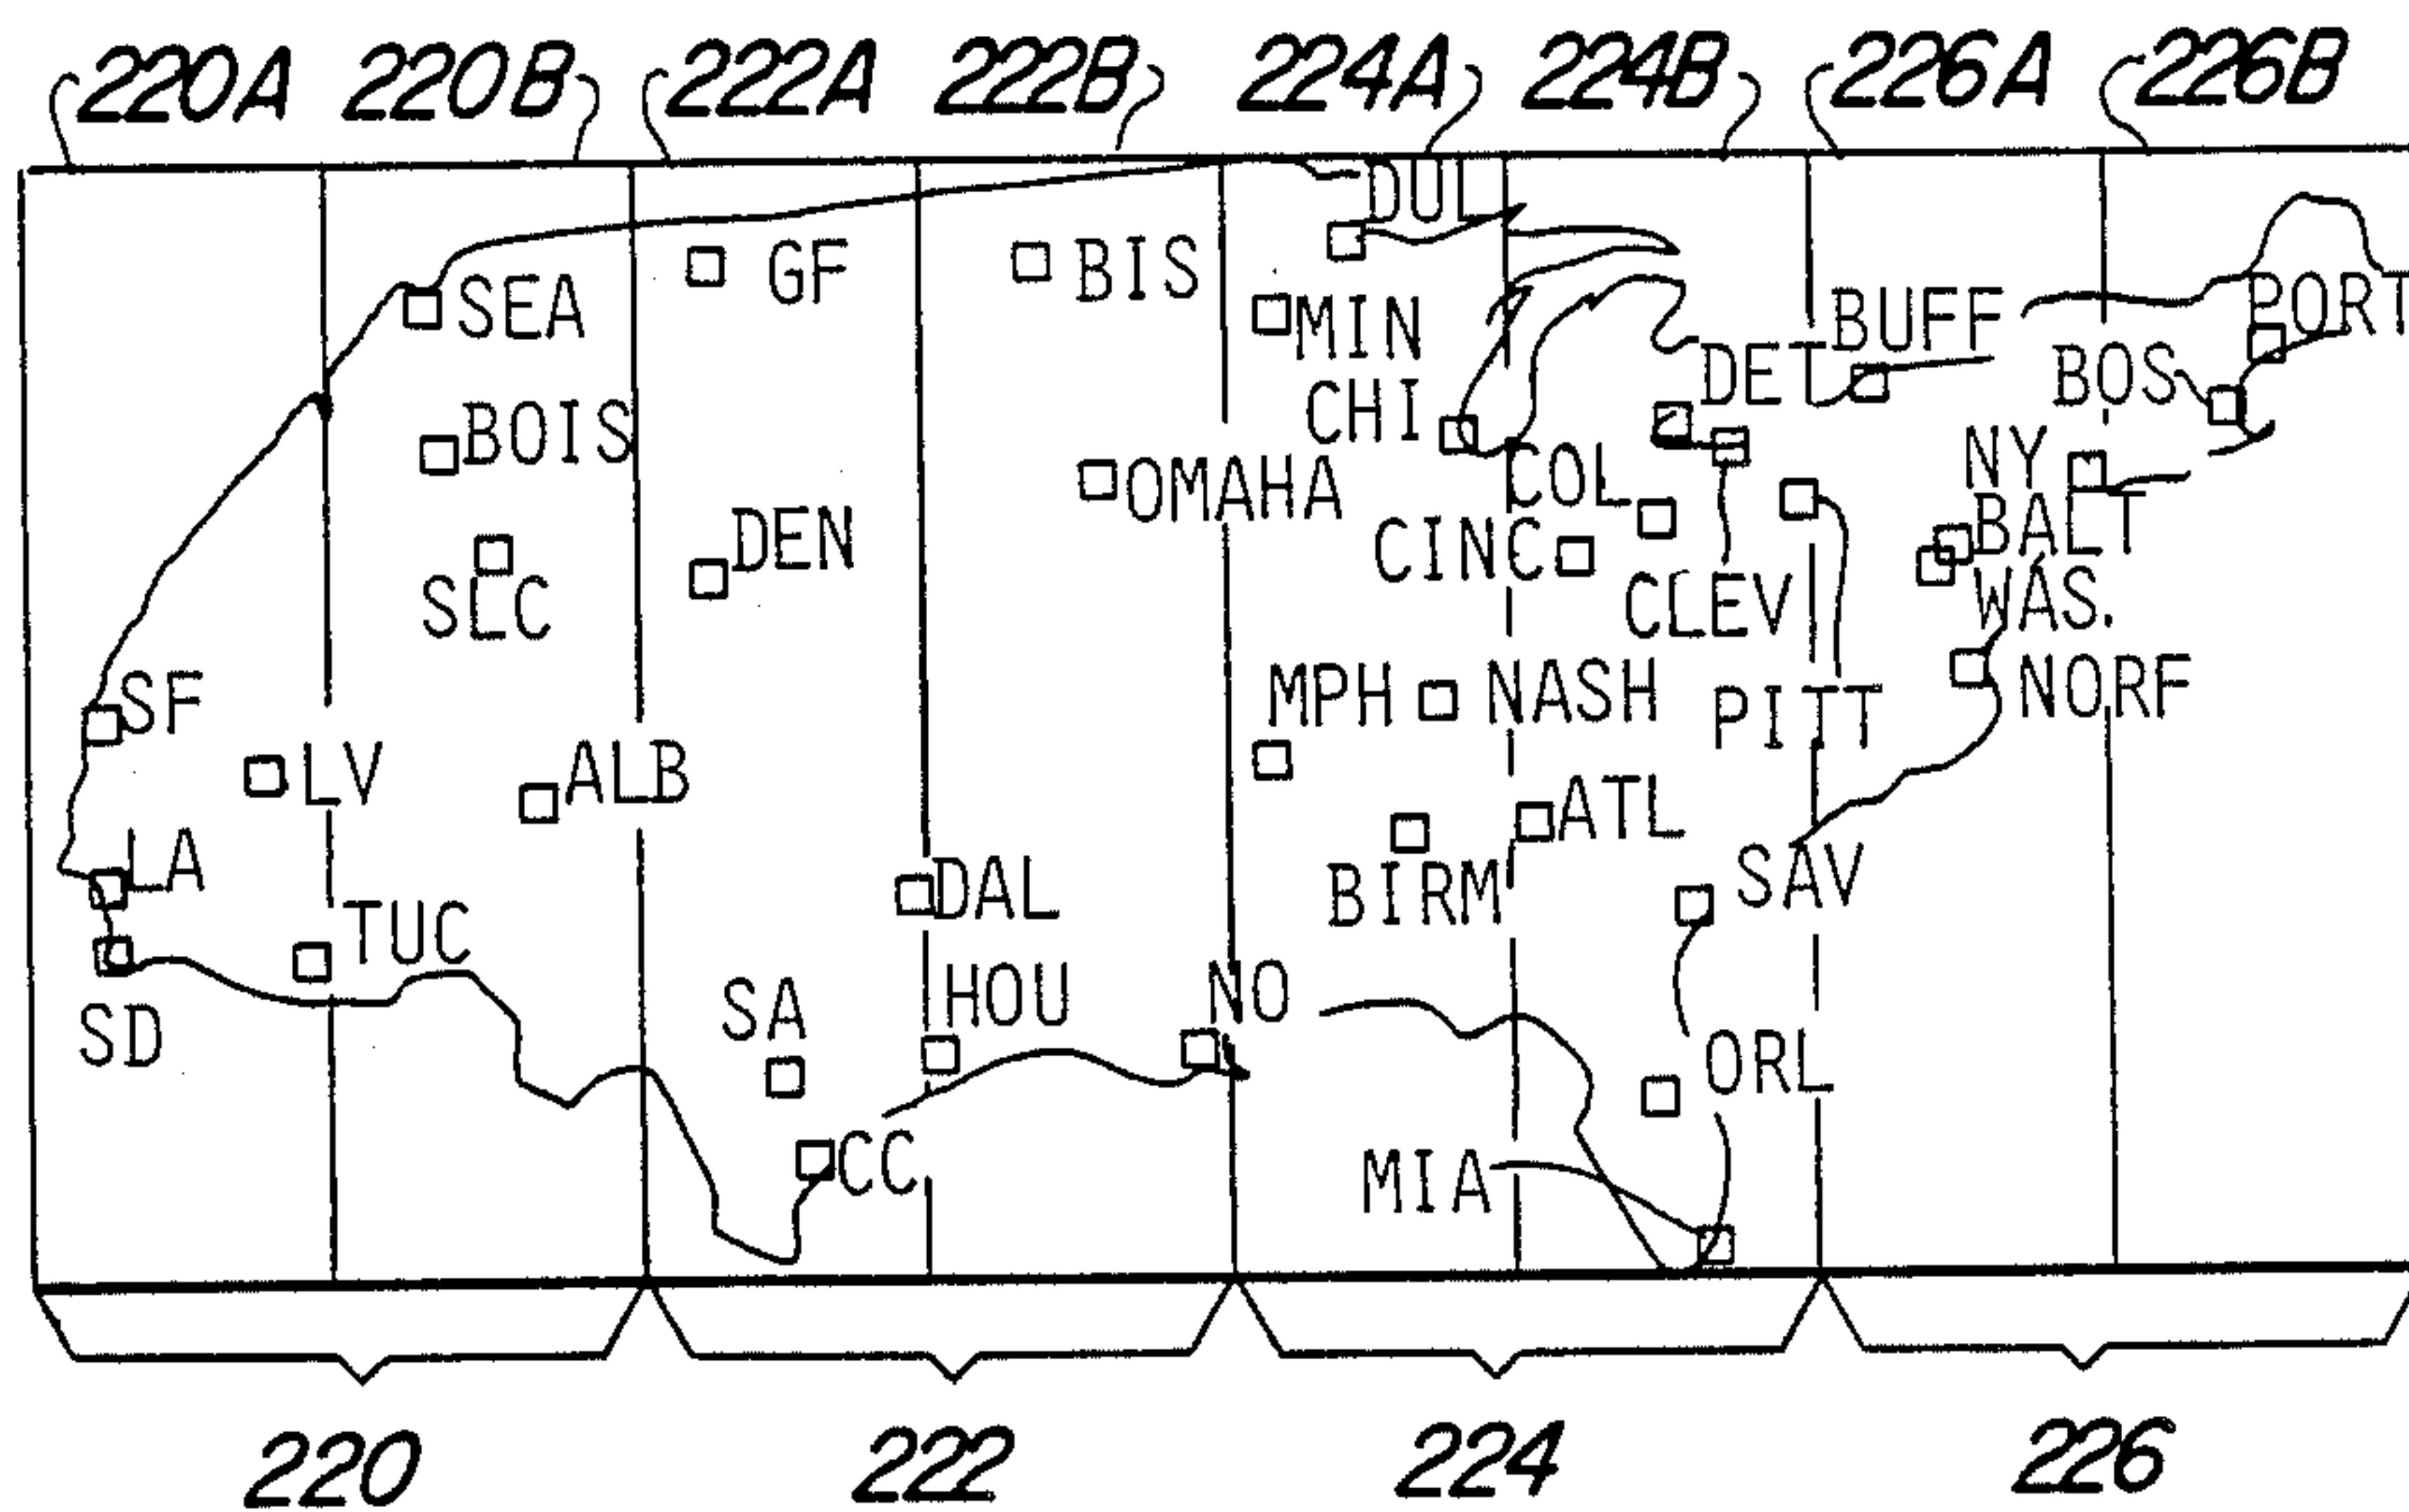 220A 220B 222A 222B 224A 224B 226A 226B
DUL
GF BIS
SEA MIN BUFF PORT
DET BOS
CHI
BOIS
NY
COL
OMAHA
DEN CINC BALT
SLC CLEV WAS.
SF MPH NASH PITT NORF
LV ALB ATL
LA DAL BIRM SAV
TUC
SA HOU NO
SD ORL
CC MIA
220 222 224 226